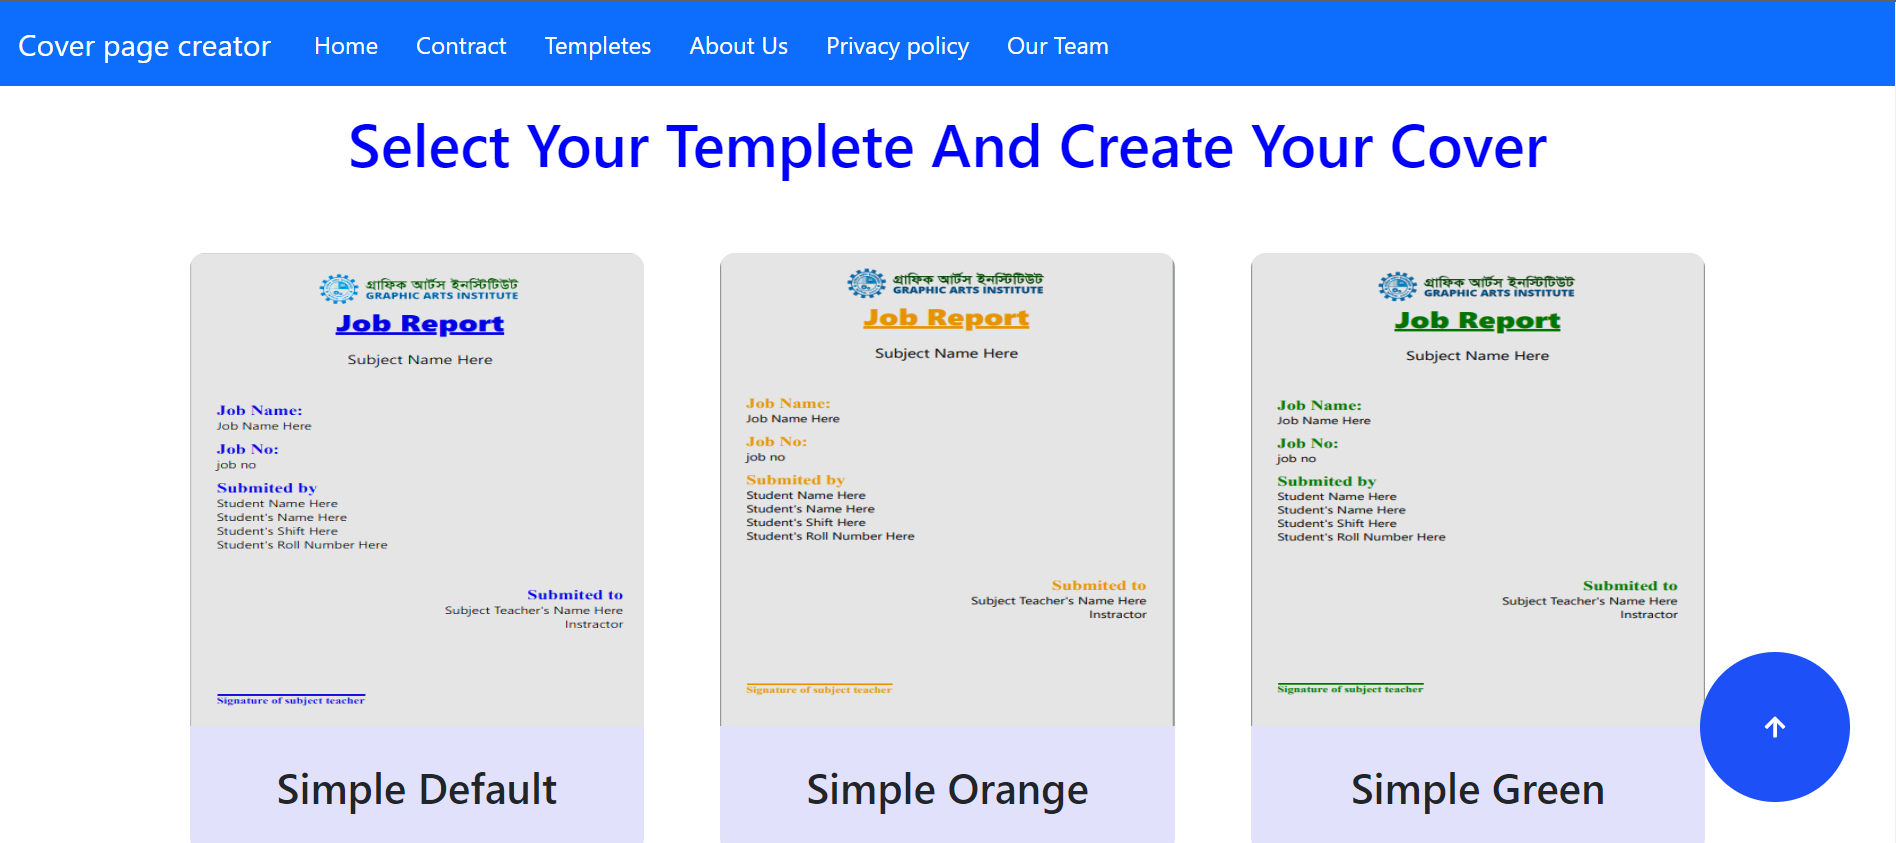 Cover page creator Home Contract Templetes About Us Privacy policy Our Team
Select Your Templete And Create Your Cover
গ্রাফিক আর্টস ইনস্টিটিউট
GRAPHIC ARTS INSTITUTE
Job Report
Subject Name Here
Job Name:
Job Name Here
Job No:
job no
Submited by
Student Name Here
Student's Name Here
Student's Shift Here
Student's Roll Number Here
Submited to
Subject Teacher's Name Here
Instructor
Signature of subject teacher
Simple Default
গ্রাফিক আর্টস ইনস্টিটিউট
GRAPHIC ARTS INSTITUTE
Job Report
Subject Name Here
Job Name:
Job Name Here
Job No:
job no
Submited by
Student Name Here
Student's Name Here
Student's Shift Here
Student's Roll Number Here
Submited to
Subject Teacher's Name Here
Instructor
Signature of subject teacher
Simple Orange
গ্রাফিক আর্টস ইনস্টিটিউট
GRAPHIC ARTS INSTITUTE
Job Report
Subject Name Here
Job Name:
Job Name Here
Job No:
job no
Submited by
Student Name Here
Student's Name Here
Student's Shift Here
Student's Roll Number Here
Submited to
Subject Teacher's Name Here
Instructor
Signature of subject teacher
Simple Green